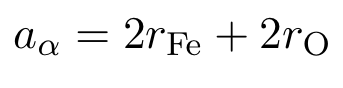 a_α = 2r_Fe + 2r_O